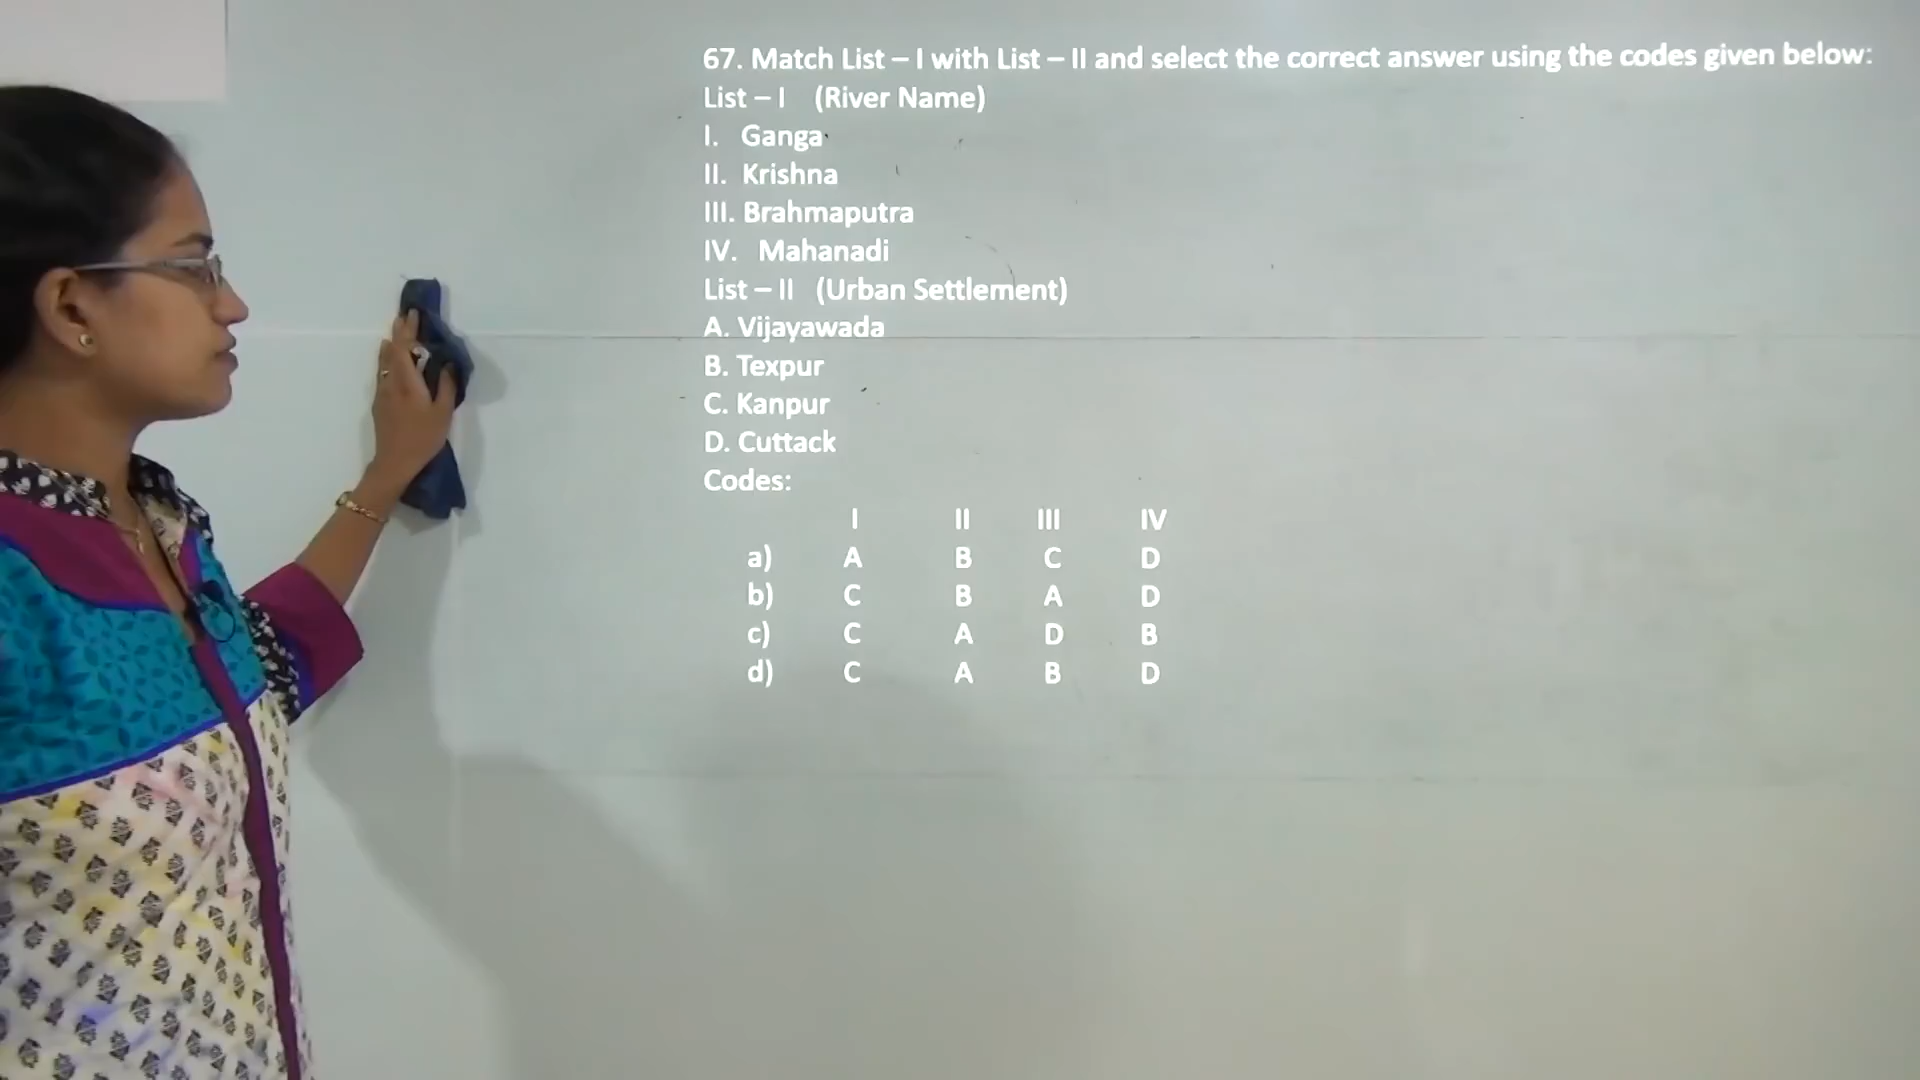 67. Match List – I with List – II and select the correct answer using the codes given below:
List – I (River Name)
I. Ganga
II. Krishna
III. Brahmaputra
IV. Mahanadi
List – II (Urban Settlement)
A. Vijayawada
B. Texpur
C. Kanpur
D. Cuttack
Codes:
I II III IV
a) A B C D
b) C B A D
c) C A D B
d) C A B D